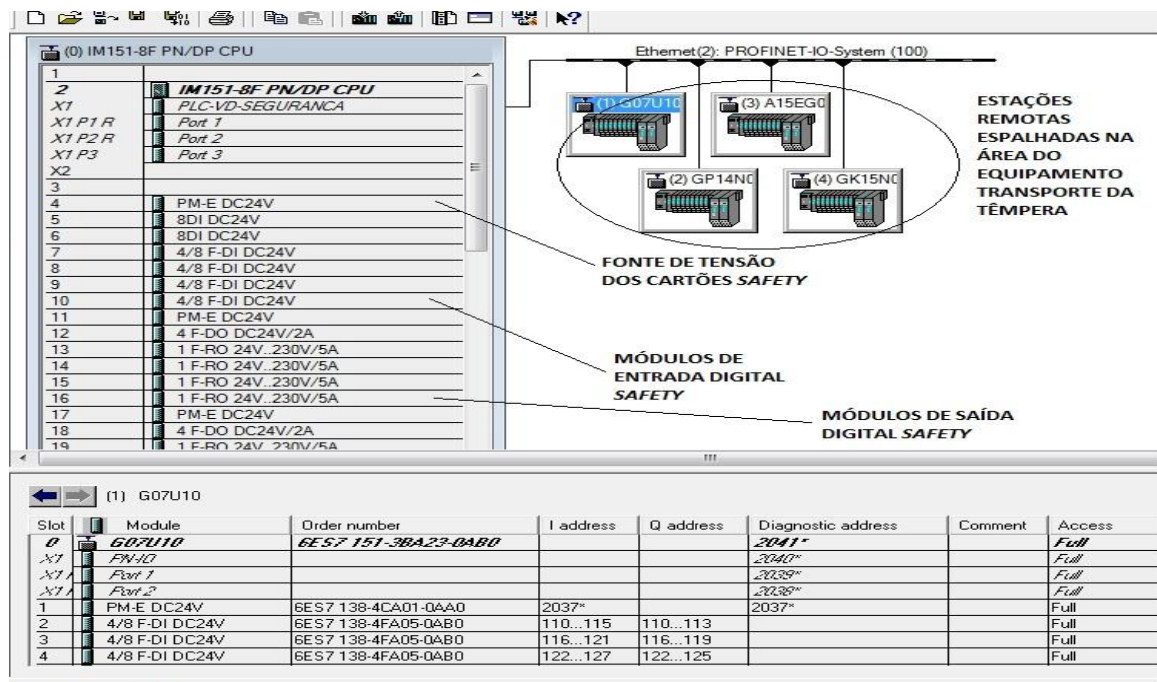 (0) IM151-8F PN/DP CPU
1
2 IM151-8F PN/DP CPU
X1 PLC-VD-SEGURANCA
X1 P1 R Port 1
X1 P2 R Port 2
X1 P3 Port 3
X2
3
4 PM-E DC24V
5 8DI DC24V
6 8DI DC24V
7 4/8 F-DI DC24V
8 4/8 F-DI DC24V
9 4/8 F-DI DC24V
10 4/8 F-DI DC24V
11 PM-E DC24V
12 4 F-DO DC24V/2A
13 1 F-RO 24V..230V/5A
14 1 F-RO 24V..230V/5A
15 1 F-RO 24V..230V/5A
16 1 F-RO 24V..230V/5A
17 PM-E DC24V
18 4 F-DO DC24V/2A
19 1 F-RO 24V..230V/5A
Ethernet(2): PROFINET-IO-System (100)
(1) G07U10
(3) A15EG0
(2) GP14N0
(4) GK15N0
ESTAÇÕES
REMOTAS
ESPALHADAS NA
ÁREA DO
EQUIPAMENTO
TRANSPORTE DA
TÊMPERA
FONTE DE TENSÃO
DOS CARTÕES SAFETY
MÓDULOS DE
ENTRADA DIGITAL
SAFETY
MÓDULOS DE SAÍDA
DIGITAL SAFETY
(1) G07U10
Slot Module Order number I address Q address Diagnostic address Comment Access
0 G07U10 6ES7 151-3BA23-0AB0 2041* Full
X1 PN-IO 2040* Full
X1 Port 1 2039* Full
X1 Port 2 2038* Full
1 PM-E DC24V 6ES7 138-4CA01-0AA0 2037* 2037* Full
2 4/8 F-DI DC24V 6ES7 138-4FA05-0AB0 110...115 110...113 Full
3 4/8 F-DI DC24V 6ES7 138-4FA05-0AB0 116...121 116...119 Full
4 4/8 F-DI DC24V 6ES7 138-4FA05-0AB0 122...127 122...125 Full